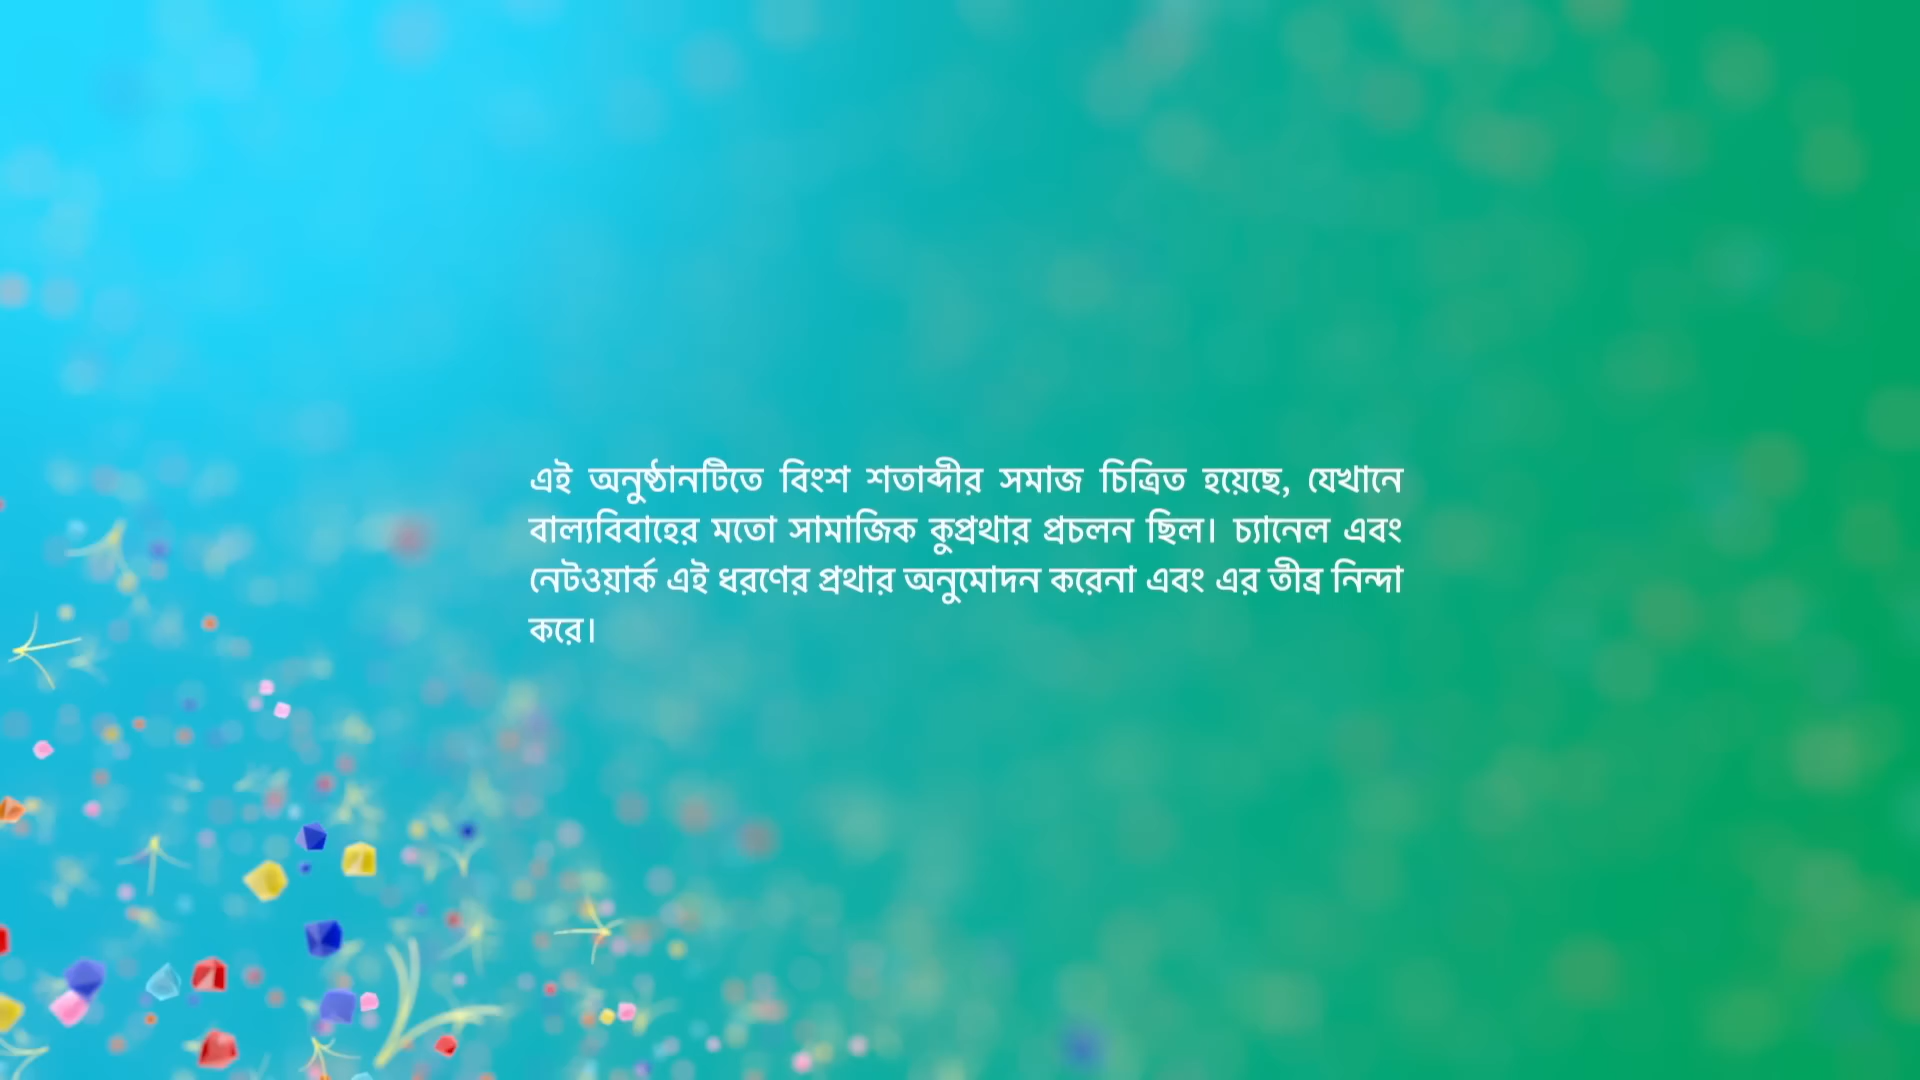 এই অনুষ্ঠানটিতে বিংশ শতাব্দীর সমাজ চিত্রিত হয়েছে, যেখানে
বাল্যবিবাহের মতো সামাজিক কুপ্রথার প্রচলন ছিল। চ্যানেল এবং
নেটওয়ার্ক এই ধরণের প্রথার অনুমোদন করেনা এবং এর তীব্র নিন্দা
করে।